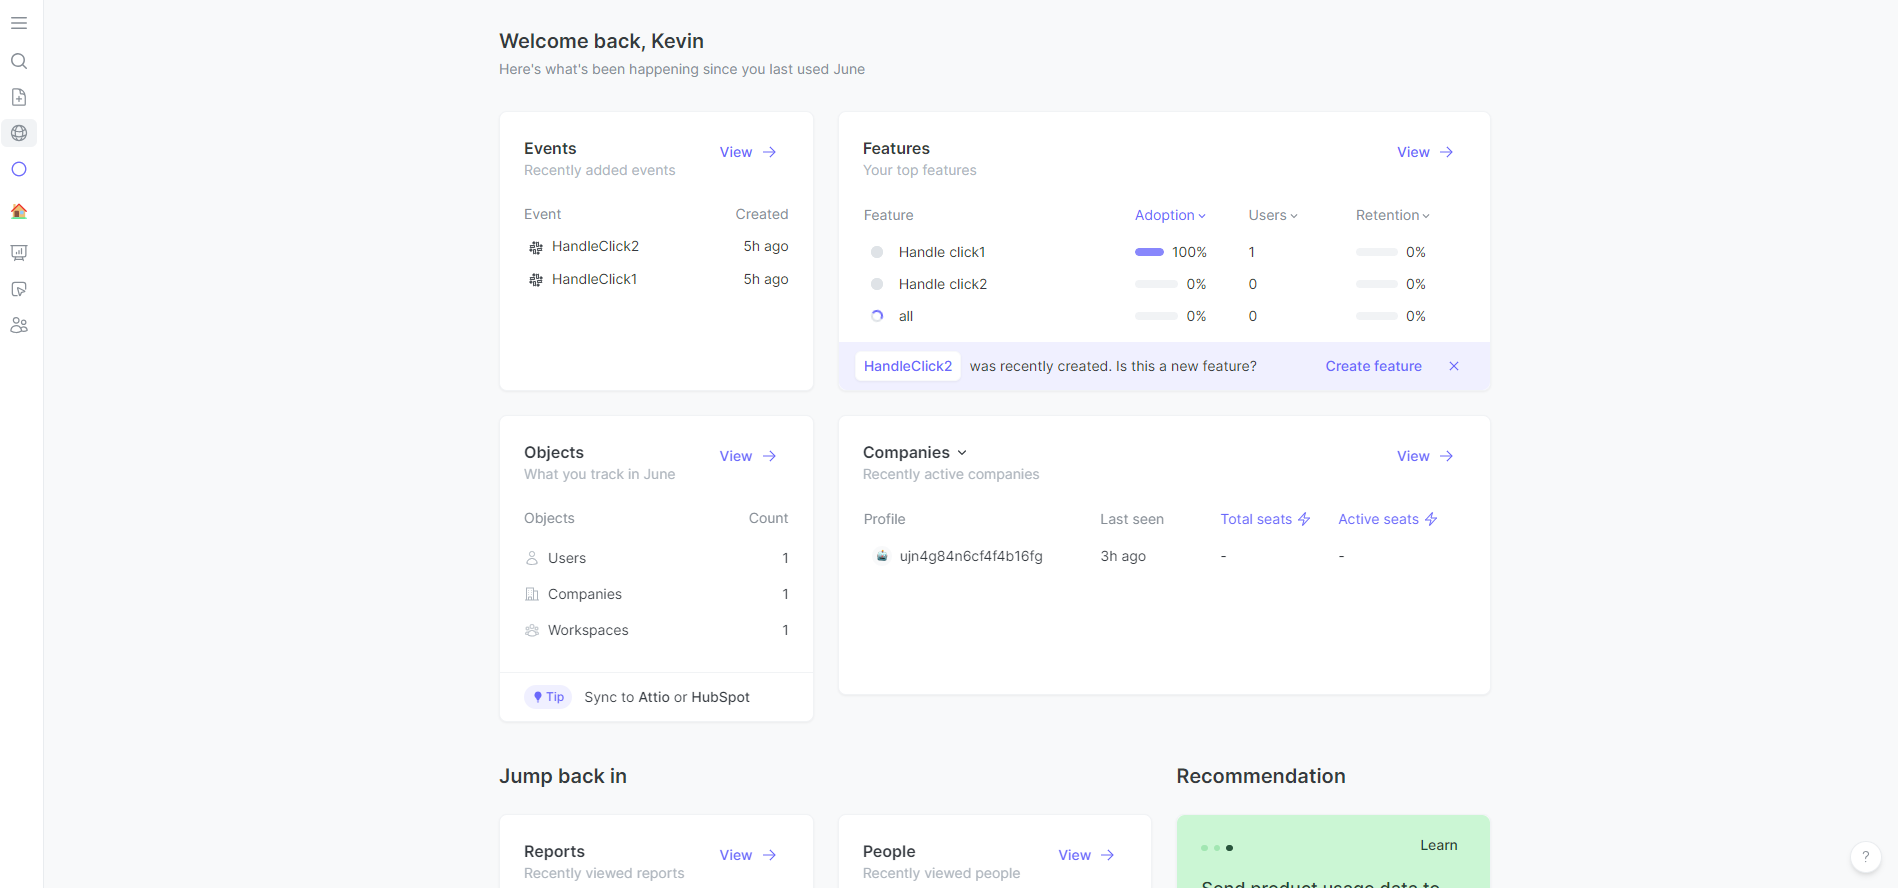 Welcome back, Kevin
Here's what's been happening since you last used June
Events
View
Recently added events
Event Created
HandleClick2 5h ago
HandleClick1 5h ago
Features
View
Your top features
Feature Adoption Users Retention
Handle click1 100% 1 0%
Handle click2 0% 0 0%
all 0% 0 0%
HandleClick2 was recently created. Is this a new feature? Create feature
Objects
View
What you track in June
Objects Count
Users 1
Companies 1
Workspaces 1
Tip Sync to Attio or HubSpot
Companies
View
Recently active companies
Profile Last seen Total seats Active seats
ujn4g84n6cf4f4b16fg 3h ago - -
Jump back in
Reports
View
Recently viewed reports
People
View
Recently viewed people
Recommendation
Learn
Send product usage data to
?